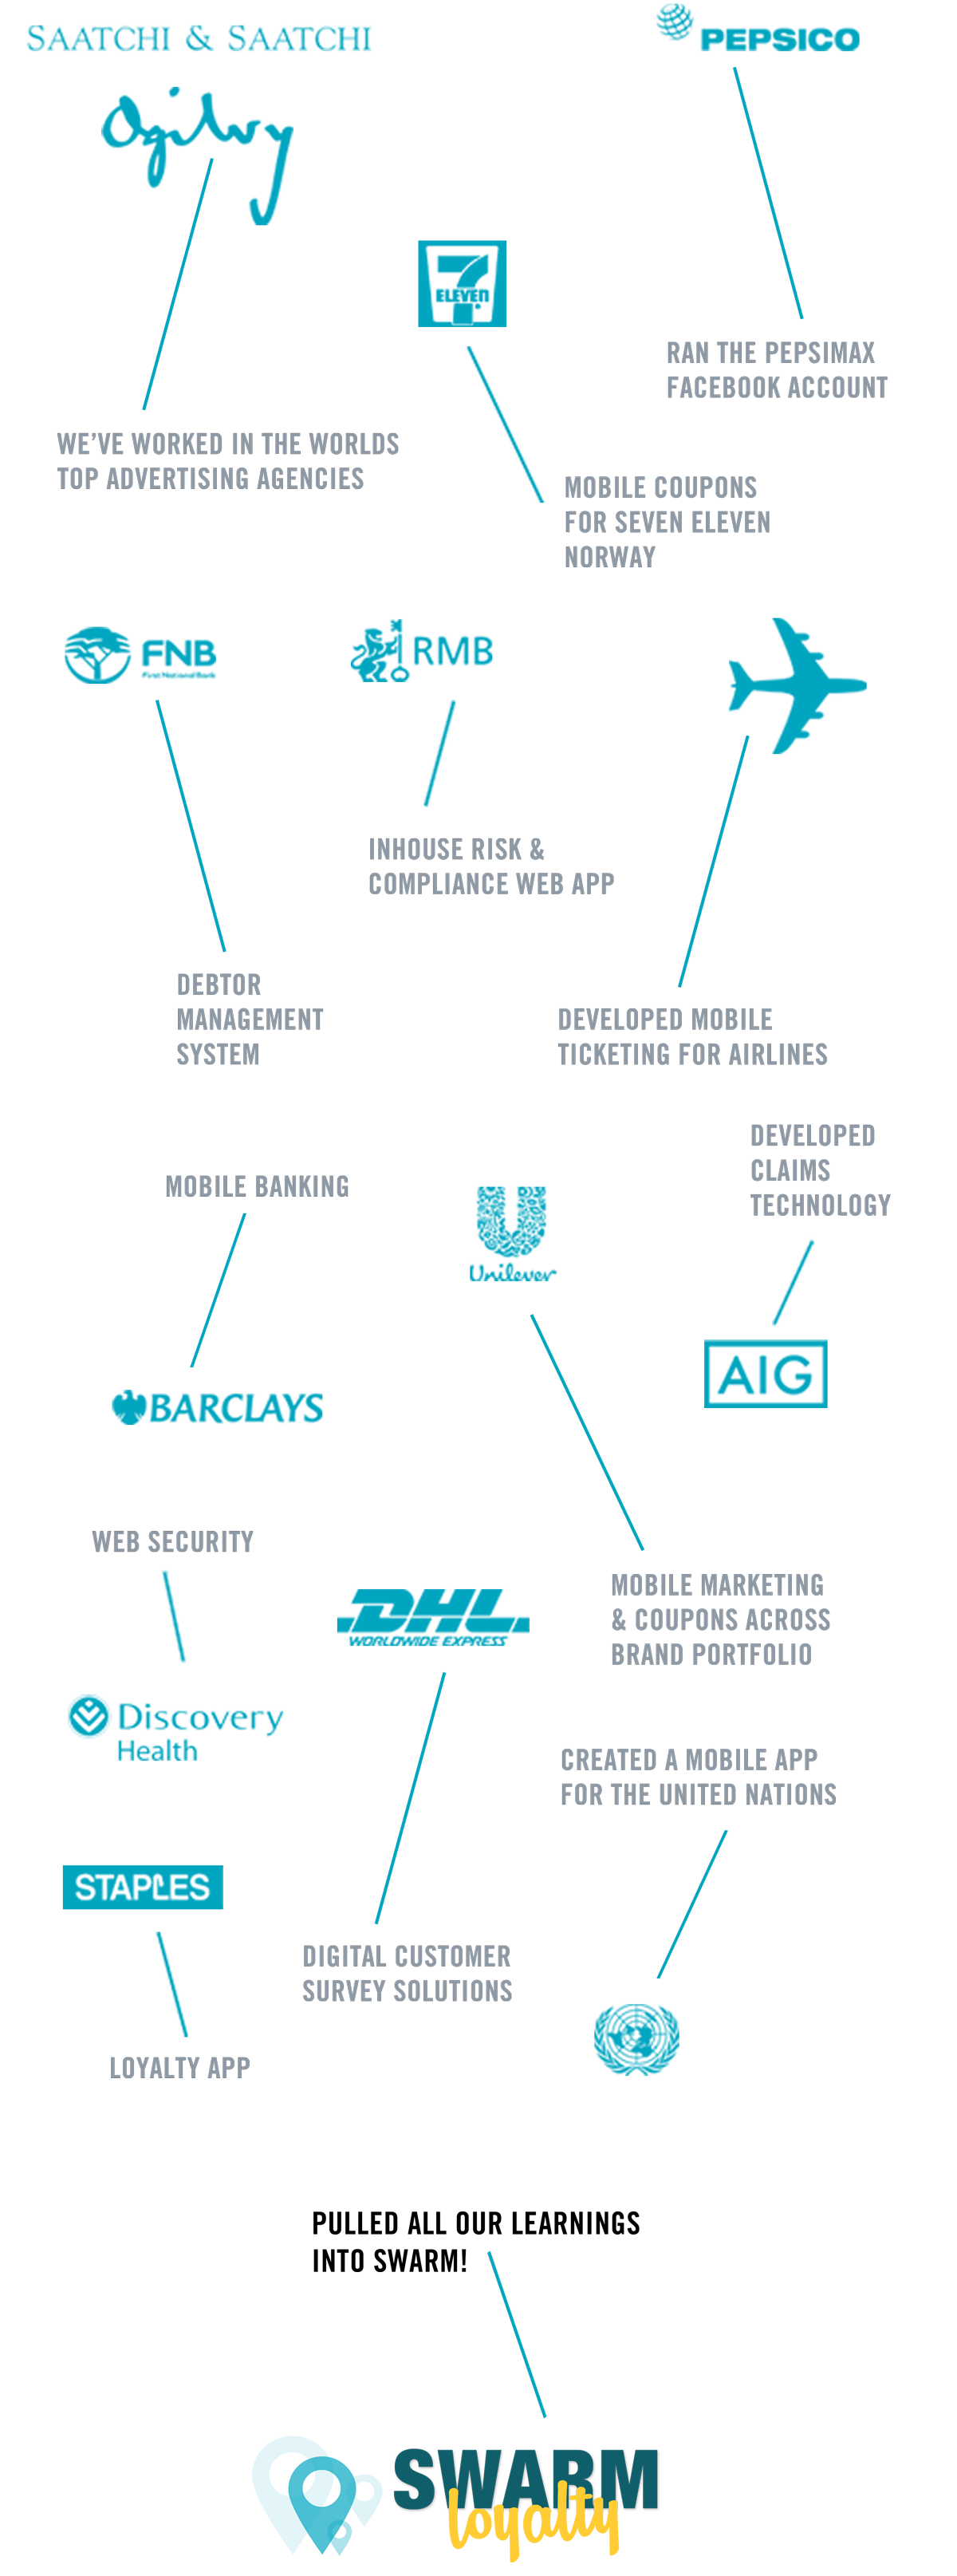 SAATCHI & SAATCHI
PEPSICO
Ogilvy
7
ELEVEn
RAN THE PEPSIMAX
FACEBOOK ACCOUNT
WE’VE WORKED IN THE WORLDS
TOP ADVERTISING AGENCIES
MOBILE COUPONS
FOR SEVEN ELEVEN
NORWAY
FNB
First National Bank
RMB
INHOUSE RISK &
COMPLIANCE WEB APP
DEBTOR
MANAGEMENT
SYSTEM
DEVELOPED MOBILE
TICKETING FOR AIRLINES
DEVELOPED
CLAIMS
TECHNOLOGY
MOBILE BANKING
Unilever
AIG
BARCLAYS
WEB SECURITY
MOBILE MARKETING
& COUPONS ACROSS
BRAND PORTFOLIO
DHL
WORLDWIDE EXPRESS
Discovery
Health
CREATED A MOBILE APP
FOR THE UNITED NATIONS
STAPLES
DIGITAL CUSTOMER
SURVEY SOLUTIONS
LOYALTY APP
PULLED ALL OUR LEARNINGS
INTO SWARM!
SWARM
loyalty